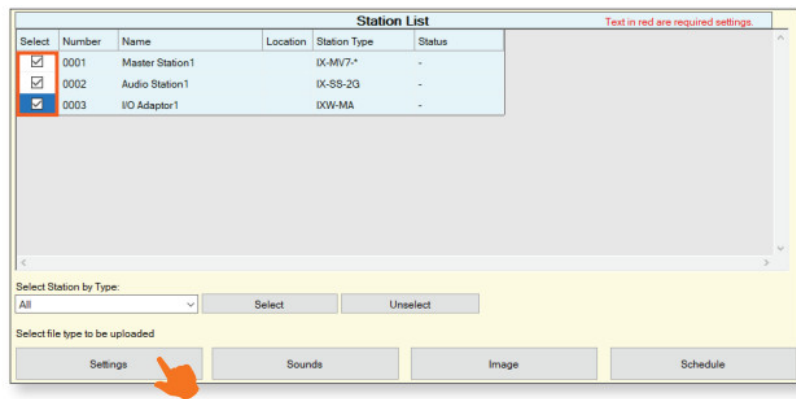 Station List
Text in red are required settings.
Select Number Name Location Station Type Status
0001 Master Station1 IX-MV7-* -
0002 Audio Station1 IX-SS-2G -
0003 I/O Adaptor1 IXW-MA -
Select Station by Type:
All Select Unselect
Select file type to be uploaded
Settings Sounds Image Schedule